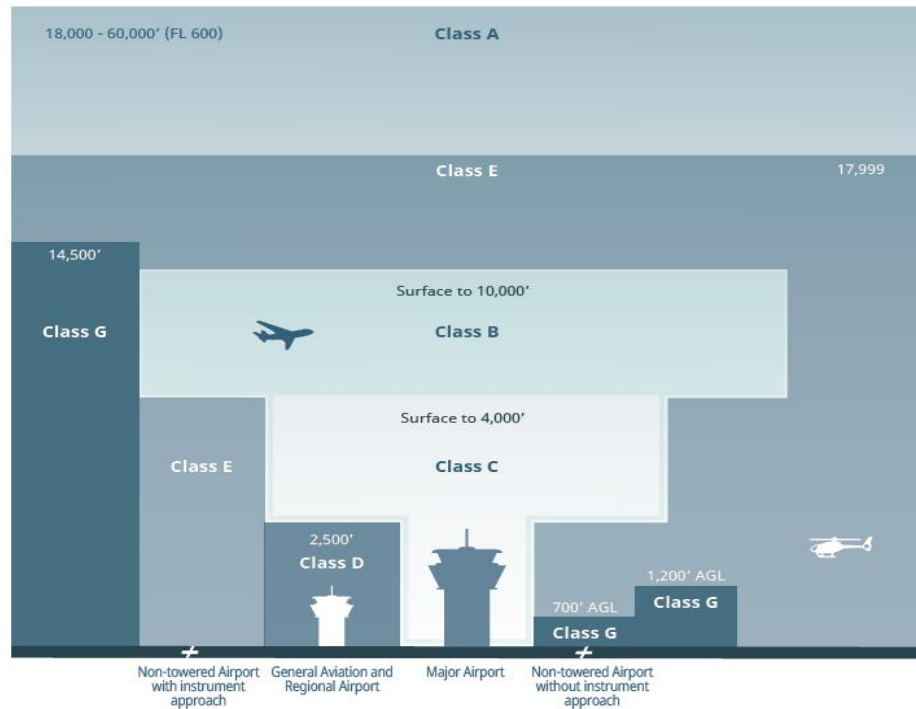 18,000 - 60,000’ (FL 600)
Class A
Class E
17,999
14,500’
Surface to 10,000’
Class G
Class B
Surface to 4,000’
Class E
Class C
2,500’
Class D
1,200’ AGL
Class G
700’ AGL
Class G
Non-towered Airport
with instrument
approach
General Aviation and
Regional Airport
Major Airport
Non-towered Airport
without instrument
approach